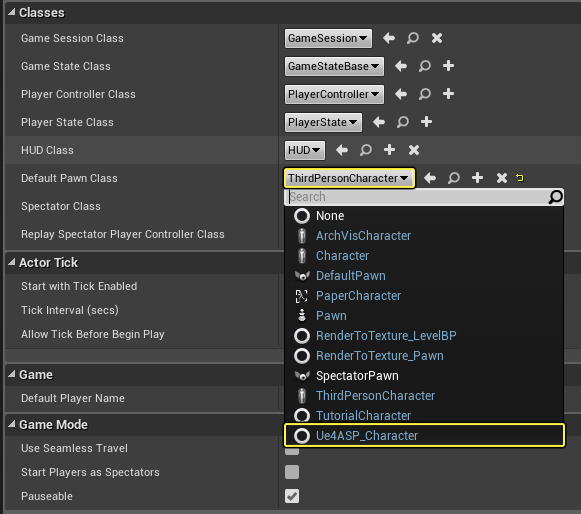 Classes
Game Session Class
GameSession
Game State Class
GameStateBase
Player Controller Class
PlayerController
Player State Class
PlayerState
HUD Class
HUD
Default Pawn Class
ThirdPersonCharacter
Search
Spectator Class
None
Replay Spectator Player Controller Class
ArchVisCharacter
Character
Actor Tick
DefaultPawn
Start with Tick Enabled
PaperCharacter
Tick Interval (secs)
Pawn
Allow Tick Before Begin Play
RenderToTexture_LevelBP
RenderToTexture_Pawn
Game
SpectatorPawn
Default Player Name
ThirdPersonCharacter
Game Mode
TutorialCharacter
Ue4ASP_Character
Use Seamless Travel
Start Players as Spectators
Pauseable